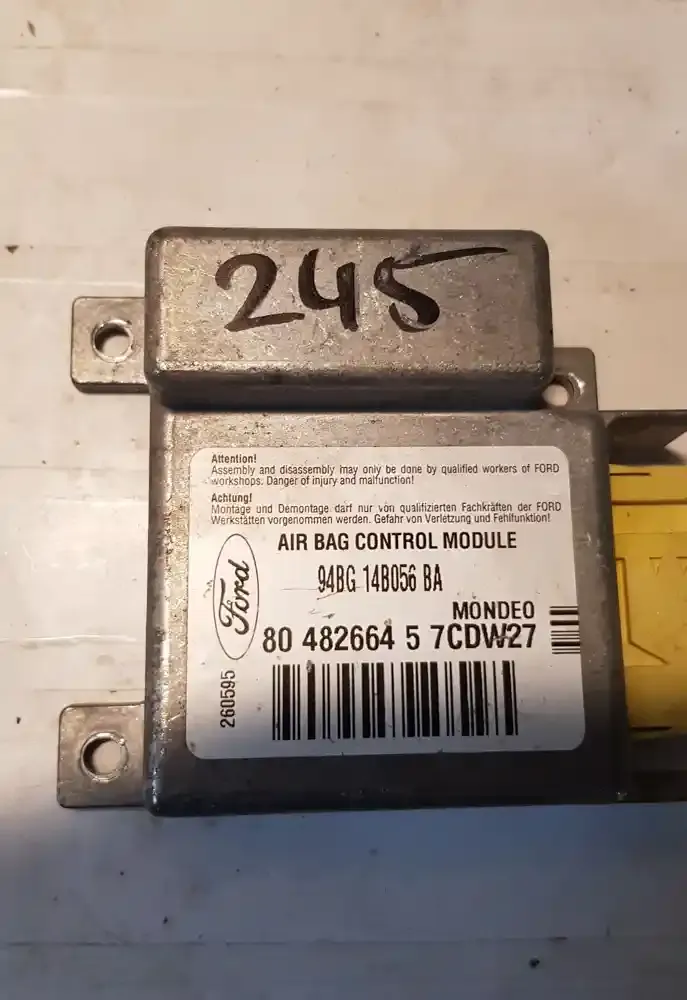 245
Attention!
Assembly and disassembly may only be done by qualified workers of FORD
workshops. Danger of injury and malfunction!
Achtung!
Montage und Demontage darf nur von qualifizierten Fachkräften der FORD
Werkstätten vorgenommen werden. Gefahr von Verletzung und Fehlfunktion!
AIR BAG CONTROL MODULE
94BG 14B056 BA
Ford
MONDEO
80 482664 5 7CDW27
260595